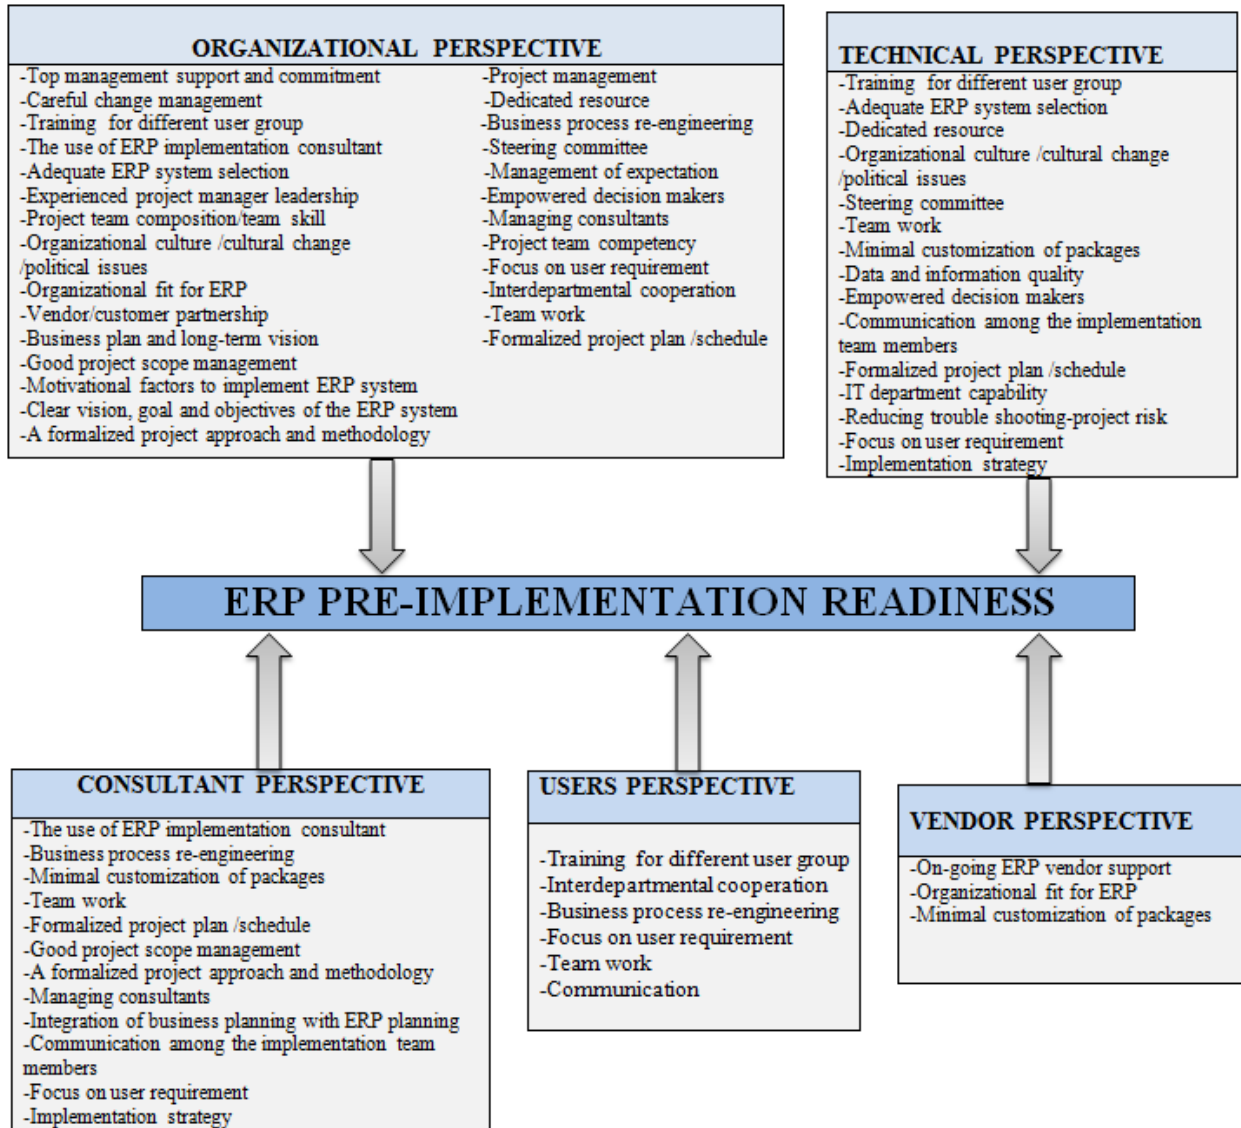 ORGANIZATIONAL PERSPECTIVE
-Top management support and commitment
-Careful change management
-Training for different user group
-The use of ERP implementation consultant
-Adequate ERP system selection
-Experienced project manager leadership
-Project team composition/team skill
-Organizational culture /cultural change
/political issues
-Organizational fit for ERP
-Vendor/customer partnership
-Business plan and long-term vision
-Good project scope management
-Motivational factors to implement ERP system
-Clear vision, goal and objectives of the ERP system
-A formalized project approach and methodology
-Project management
-Dedicated resource
-Business process re-engineering
-Steering committee
-Management of expectation
-Empowered decision makers
-Managing consultants
-Project team competency
-Focus on user requirement
-Interdepartmental cooperation
-Team work
-Formalized project plan /schedule
TECHNICAL PERSPECTIVE
-Training for different user group
-Adequate ERP system selection
-Dedicated resource
-Organizational culture /cultural change
/political issues
-Steering committee
-Team work
-Minimal customization of packages
-Data and information quality
-Empowered decision makers
-Communication among the implementation
team members
-Formalized project plan /schedule
-IT department capability
-Reducing trouble shooting-project risk
-Focus on user requirement
-Implementation strategy
ERP PRE-IMPLEMENTATION READINESS
CONSULTANT PERSPECTIVE
-The use of ERP implementation consultant
-Business process re-engineering
-Minimal customization of packages
-Team work
-Formalized project plan /schedule
-Good project scope management
-A formalized project approach and methodology
-Managing consultants
-Integration of business planning with ERP planning
-Communication among the implementation team
members
-Focus on user requirement
-Implementation strategy
USERS PERSPECTIVE
-Training for different user group
-Interdepartmental cooperation
-Business process re-engineering
-Focus on user requirement
-Team work
-Communication
VENDOR PERSPECTIVE
-On-going ERP vendor support
-Organizational fit for ERP
-Minimal customization of packages